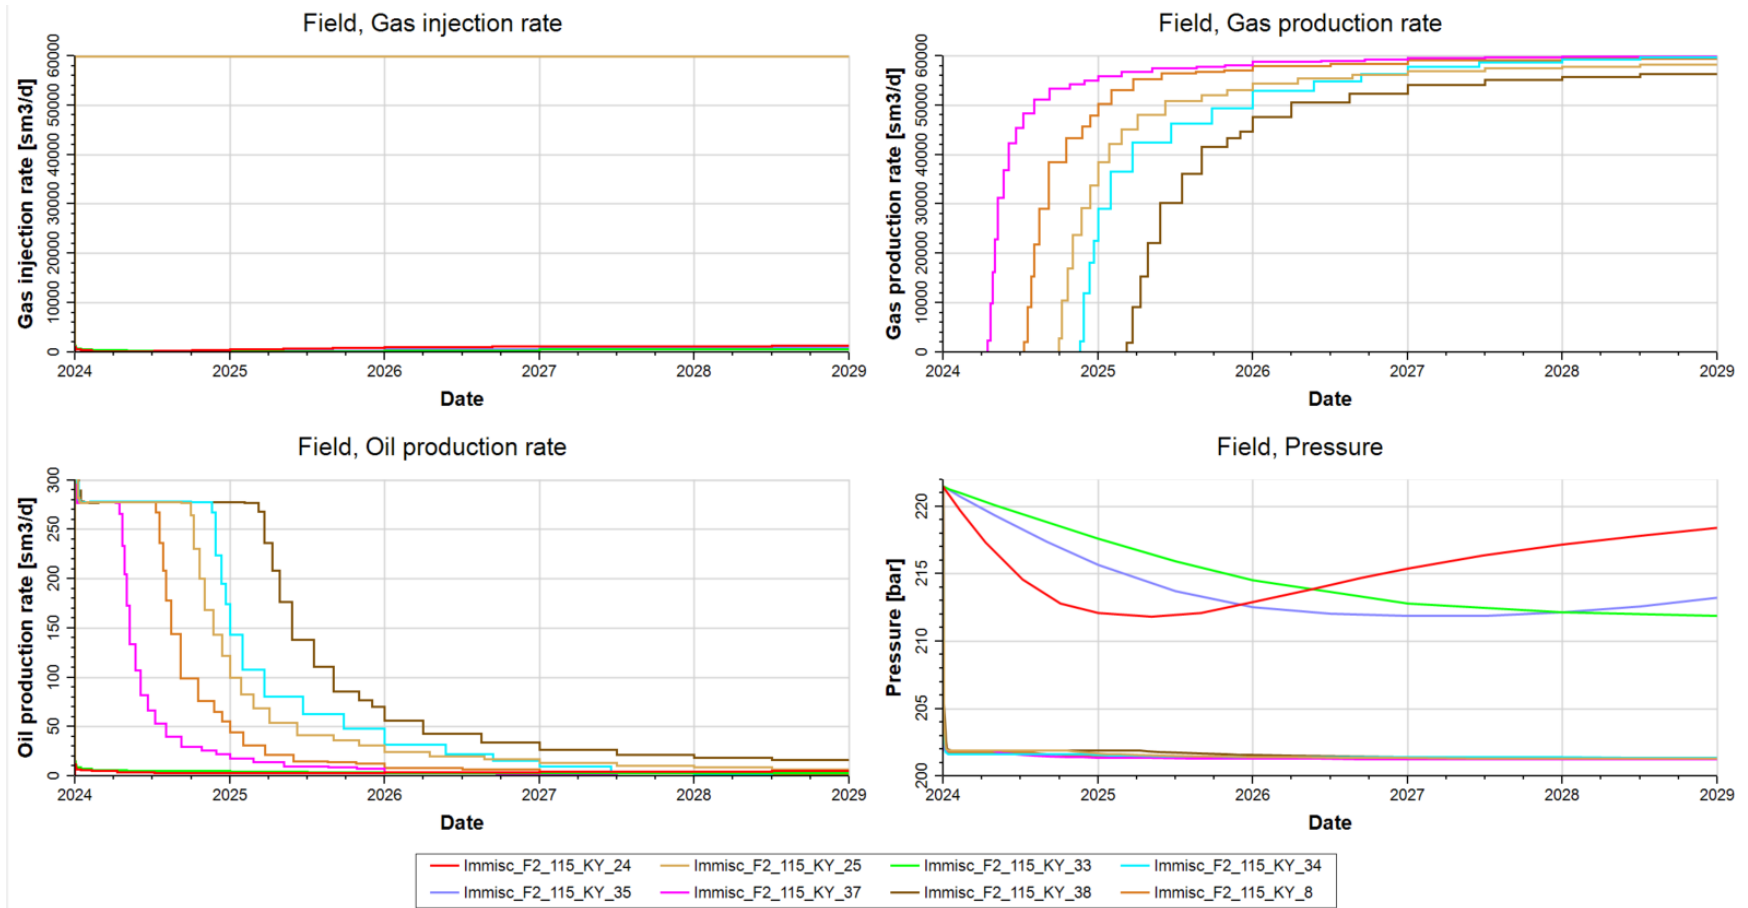 Field, Gas injection rate
Gas injection rate [sm3/d]
60000
50000
40000
30000
20000
10000
0
2024 2025 2026 2027 2028 2029
Date
Field, Gas production rate
Gas production rate [sm3/d]
60000
50000
40000
30000
20000
10000
0
2024 2025 2026 2027 2028 2029
Date
Field, Oil production rate
Oil production rate [sm3/d]
300
250
200
150
100
50
0
2024 2025 2026 2027 2028 2029
Date
Field, Pressure
Pressure [bar]
220
215
210
205
200
2024 2025 2026 2027 2028 2029
Date
Immisc_F2_115_KY_24 Immisc_F2_115_KY_25 Immisc_F2_115_KY_33 Immisc_F2_115_KY_34
Immisc_F2_115_KY_35 Immisc_F2_115_KY_37 Immisc_F2_115_KY_38 Immisc_F2_115_KY_8